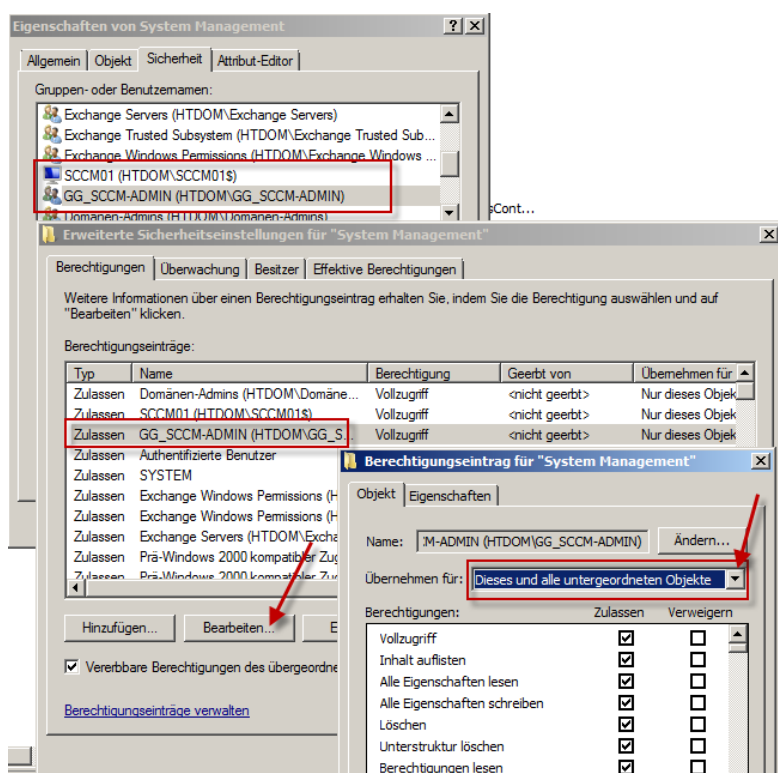 Eigenschaften von System Management
Allgemein Objekt Sicherheit Attribut-Editor
Gruppen- oder Benutzernamen:
Exchange Servers (HTDOM\Exchange Servers)
Exchange Trusted Subsystem (HTDOM\Exchange Trusted Sub...
Exchange Windows Permissions (HTDOM\Exchange Windows ...
SCCM01 (HTDOM\SCCM01$)
GG_SCCM-ADMIN (HTDOM\GG_SCCM-ADMIN)
Domänen-Admins (HTDOM\Domänen-Admins)
sCont...
Erweiterte Sicherheitseinstellungen für "System Management"
Berechtigungen Überwachung Besitzer Effektive Berechtigungen
Weitere Informationen über einen Berechtigungseintrag erhalten Sie, indem Sie die Berechtigung auswählen und auf
"Bearbeiten" klicken.
Berechtigungseinträge:
Typ Name Berechtigung Geerbt von Übernehmen für
Zulassen Domänen-Admins (HTDOM\Domäne... Vollzugriff <nicht geerbt> Nur dieses Objek
Zulassen SCCM01 (HTDOM\SCCM01$) Vollzugriff <nicht geerbt> Nur dieses Objek
Zulassen GG_SCCM-ADMIN (HTDOM\GG_S... Vollzugriff <nicht geerbt> Nur dieses Objek
Zulassen Authentifizierte Benutzer
Zulassen SYSTEM
Zulassen Exchange Windows Permissions (H
Zulassen Exchange Windows Permissions (H
Zulassen Exchange Servers (HTDOM\Excha
Zulassen Prä-Windows 2000 kompatibler Zug
Zulassen Prä-Windows 2000 kompatibler Zug
Hinzufügen... Bearbeiten... E
Vererbbare Berechtigungen des übergeordne
Berechtigungseinträge verwalten
Berechtigungseintrag für "System Management"
Objekt Eigenschaften
Name: :M-ADMIN (HTDOM\GG_SCCM-ADMIN) Ändern...
Übernehmen für: Dieses und alle untergeordneten Objekte
Berechtigungen: Zulassen Verweigern
Vollzugriff
Inhalt auflisten
Alle Eigenschaften lesen
Alle Eigenschaften schreiben
Löschen
Unterstruktur löschen
Berechtigungen lesen